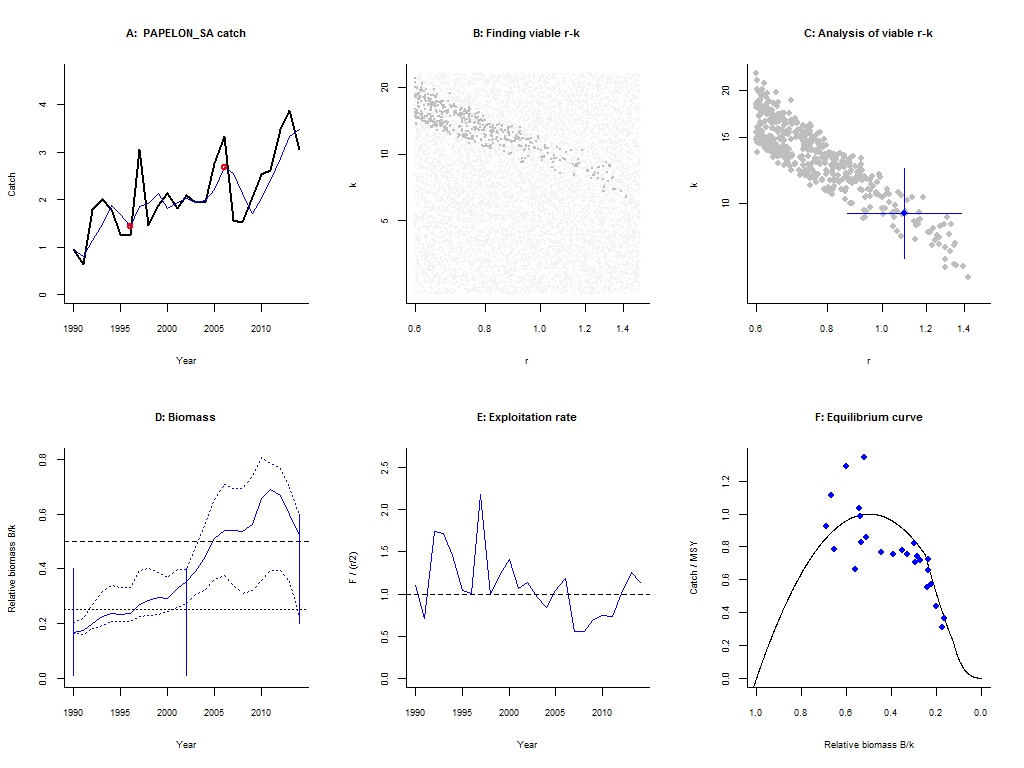 A: PAPELON_SA catch
Catch
4
3
2
1
0
1990 1995 2000 2005 2010
Year
B: Finding viable r-k
k
20
10
5
0.6 0.8 1.0 1.2 1.4
r
C: Analysis of viable r-k
k
20
15
10
0.6 0.8 1.0 1.2 1.4
r
D: Biomass
Relative biomass B/k
0.8
0.6
0.4
0.2
0.0
1990 1995 2000 2005 2010
Year
E: Exploitation rate
F / (r/2)
2.5
2.0
1.5
1.0
0.5
0.0
1990 1995 2000 2005 2010
Year
F: Equilibrium curve
Catch / MSY
1.2
1.0
0.8
0.6
0.4
0.2
0.0
1.0 0.8 0.6 0.4 0.2 0.0
Relative biomass B/k